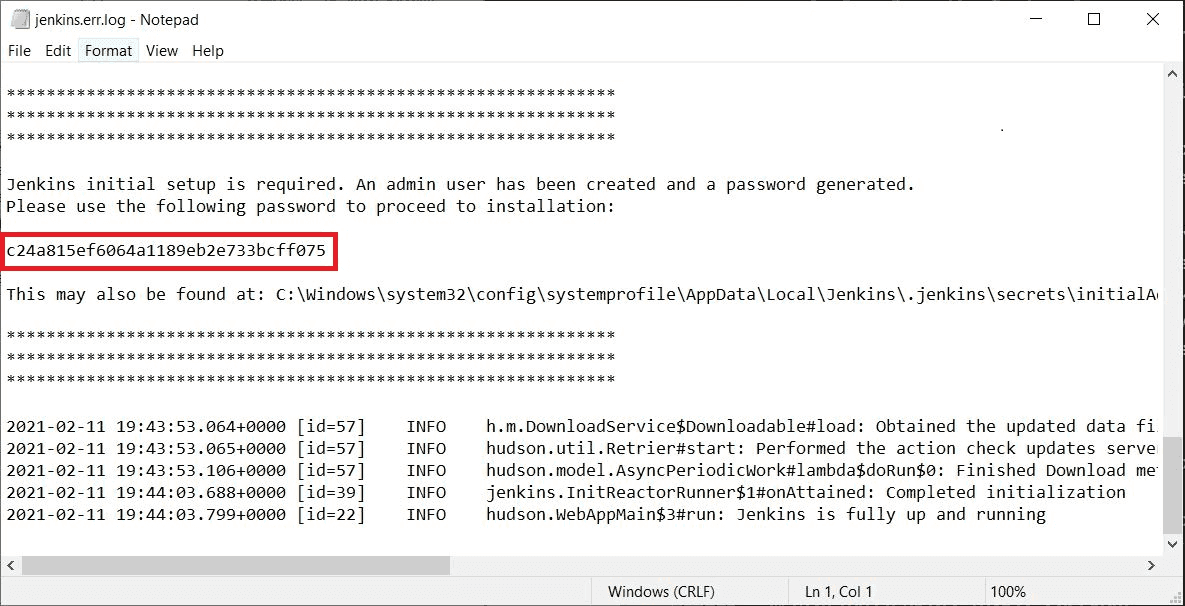 jenkins.err.log - Notepad
File Edit Format View Help
*************************************************************
*************************************************************
*************************************************************
Jenkins initial setup is required. An admin user has been created and a password generated.
Please use the following password to proceed to installation:
c24a815ef6064a1189eb2e733bcff075
This may also be found at: C:\Windows\system32\config\systemprofile\AppData\Local\Jenkins\.jenkins\secrets\initialA
*************************************************************
*************************************************************
*************************************************************
2021-02-11 19:43:53.064+0000 [id=57] INFO h.m.DownloadService$Downloadable#load: Obtained the updated data fi
2021-02-11 19:43:53.065+0000 [id=57] INFO hudson.util.Retrier#start: Performed the action check updates serve
2021-02-11 19:43:53.106+0000 [id=57] INFO hudson.model.AsyncPeriodicWork#lambda$doRun$0: Finished Download me
2021-02-11 19:44:03.688+0000 [id=39] INFO jenkins.InitReactorRunner$1#onAttained: Completed initialization
2021-02-11 19:44:03.799+0000 [id=22] INFO hudson.WebAppMain$3#run: Jenkins is fully up and running
Windows (CRLF) Ln 1, Col 1 100%